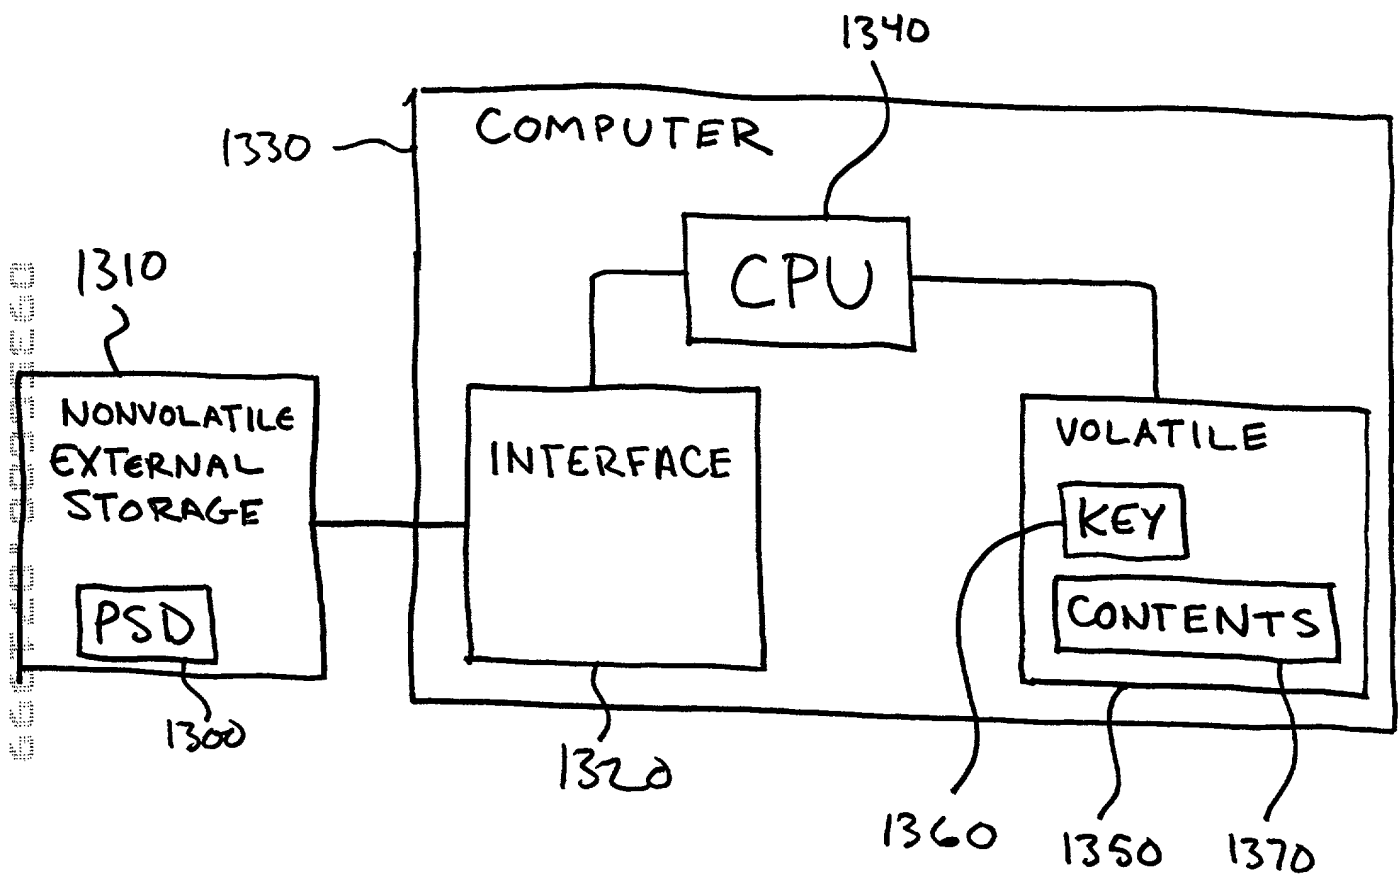 1340
COMPUTER
1330
CPU
1310
NONVOLATILE
EXTERNAL
STORAGE
PSD
1300
INTERFACE
1320
VOLATILE
KEY
CONTENTS
1360
1350
1370